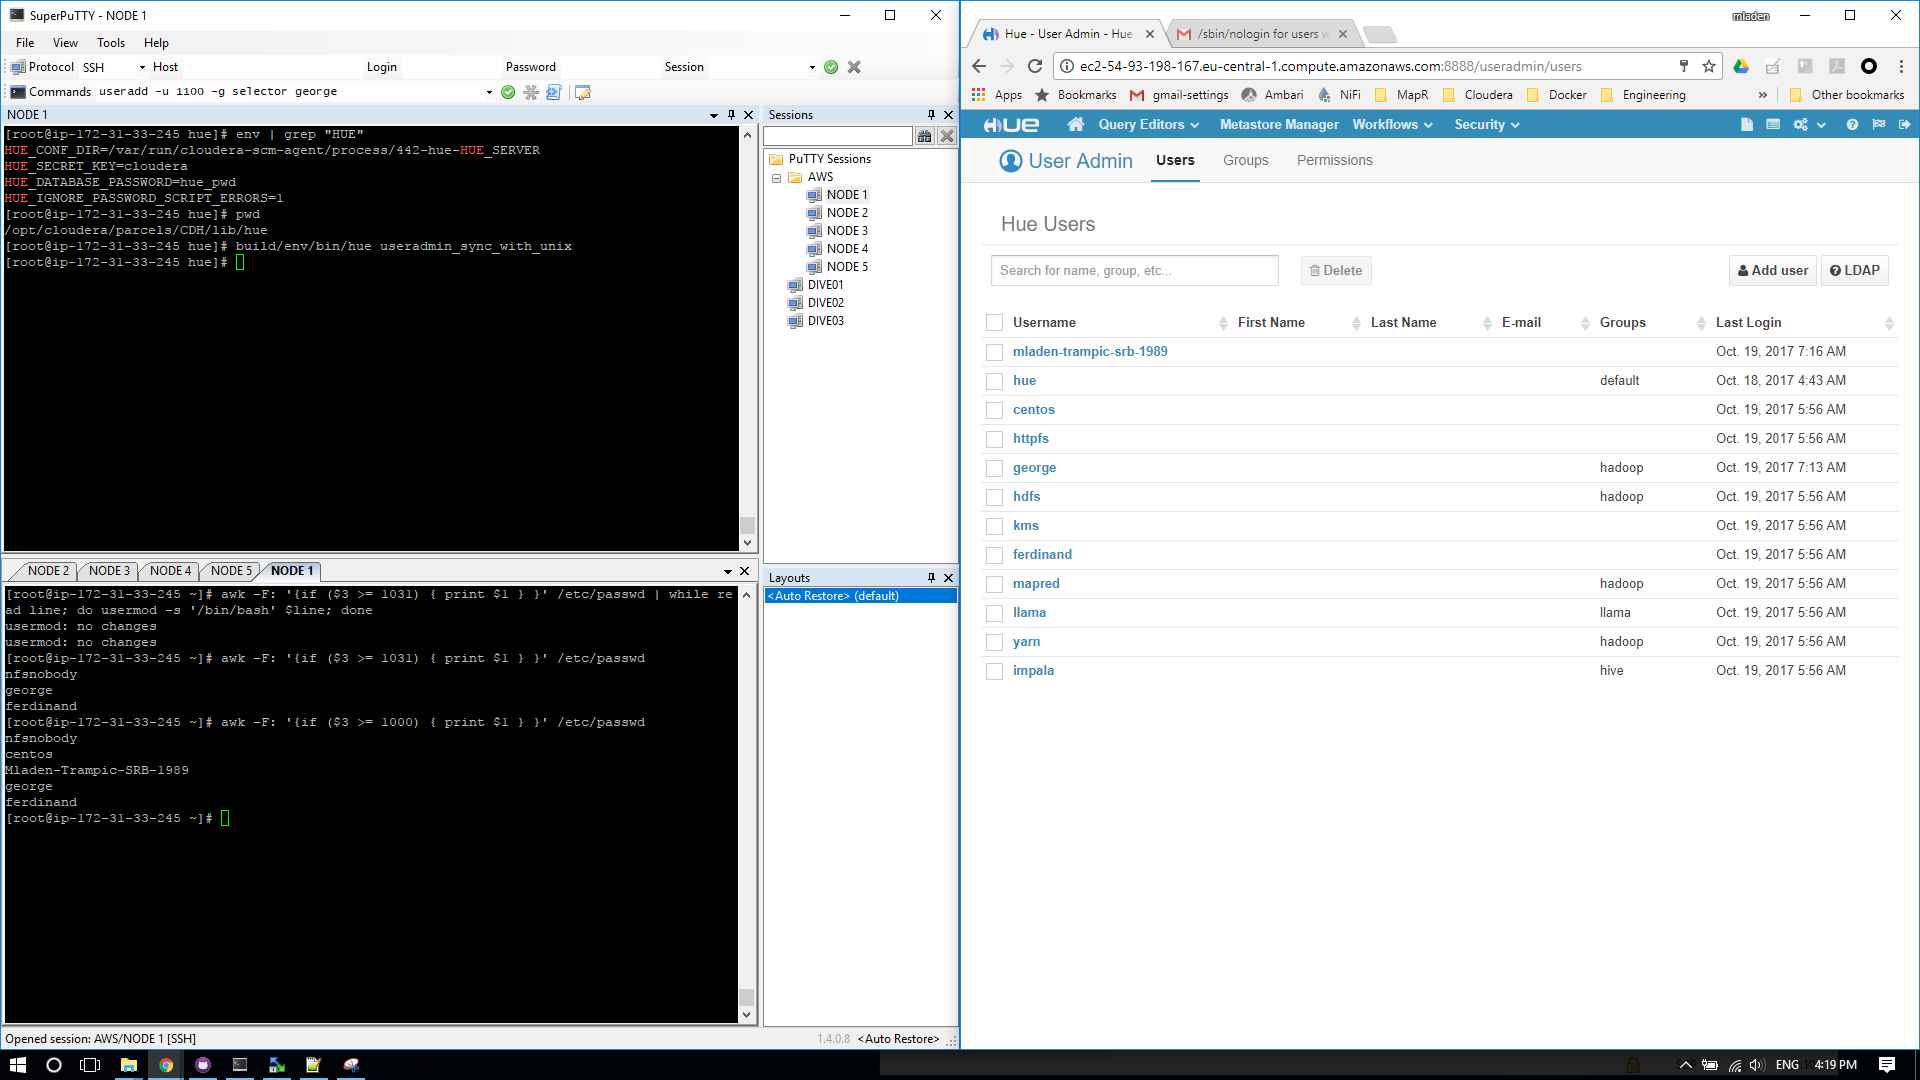 SuperPuTTY - NODE 1
File View Tools Help
Protocol SSH Host Login Password Session
Commands useradd -u 1100 -g selector george
NODE 1
[root@ip-172-31-33-245 hue]# env | grep "HUE"
HUE_CONF_DIR=/var/run/cloudera-scm-agent/process/442-hue-HUE_SERVER
HUE_SECRET_KEY=cloudera
HUE_DATABASE_PASSWORD=hue_pwd
HUE_IGNORE_PASSWORD_SCRIPT_ERRORS=1
[root@ip-172-31-33-245 hue]# pwd
/opt/cloudera/parcels/CDH/lib/hue
[root@ip-172-31-33-245 hue]# build/env/bin/hue useradmin_sync_with_unix
[root@ip-172-31-33-245 hue]#
Sessions
PuTTY Sessions
AWS
NODE 1
NODE 2
NODE 3
NODE 4
NODE 5
DIVE01
DIVE02
DIVE03
NODE 2 NODE 3 NODE 4 NODE 5 NODE 1
[root@ip-172-31-33-245 ~]# awk -F: '{if ($3 >= 1031) { print $1 } }' /etc/passwd | while re
ad line; do usermod -s '/bin/bash' $line; done
usermod: no changes
usermod: no changes
[root@ip-172-31-33-245 ~]# awk -F: '{if ($3 >= 1031) { print $1 } }' /etc/passwd
nfsnobody
george
ferdinand
[root@ip-172-31-33-245 ~]# awk -F: '{if ($3 >= 1000) { print $1 } }' /etc/passwd
nfsnobody
centos
Mladen-Trampic-SRB-1989
george
ferdinand
[root@ip-172-31-33-245 ~]#
Layouts
<Auto Restore> (default)
Opened session: AWS/NODE 1 [SSH]
1.4.0.8 <Auto Restore>
mladen
Hue - User Admin - Hue
/sbin/nologin for users w
ec2-54-93-198-167.eu-central-1.compute.amazonaws.com:8888/useradmin/users
Apps Bookmarks gmail-settings Ambari NiFi MapR Cloudera Docker Engineering » Other bookmarks
HUE Query Editors Metastore Manager Workflows Security
User Admin Users Groups Permissions
Hue Users
Search for name, group, etc... Delete Add user LDAP
Username First Name Last Name E-mail Groups Last Login
mladen-trampic-srb-1989 Oct. 19, 2017 7:16 AM
hue default Oct. 18, 2017 4:43 AM
centos Oct. 19, 2017 5:56 AM
httpfs Oct. 19, 2017 5:56 AM
george hadoop Oct. 19, 2017 7:13 AM
hdfs hadoop Oct. 19, 2017 5:56 AM
kms Oct. 19, 2017 5:56 AM
ferdinand Oct. 19, 2017 5:56 AM
mapred hadoop Oct. 19, 2017 5:56 AM
llama llama Oct. 19, 2017 5:56 AM
yarn hadoop Oct. 19, 2017 5:56 AM
impala hive Oct. 19, 2017 5:56 AM
ENG 4:19 PM